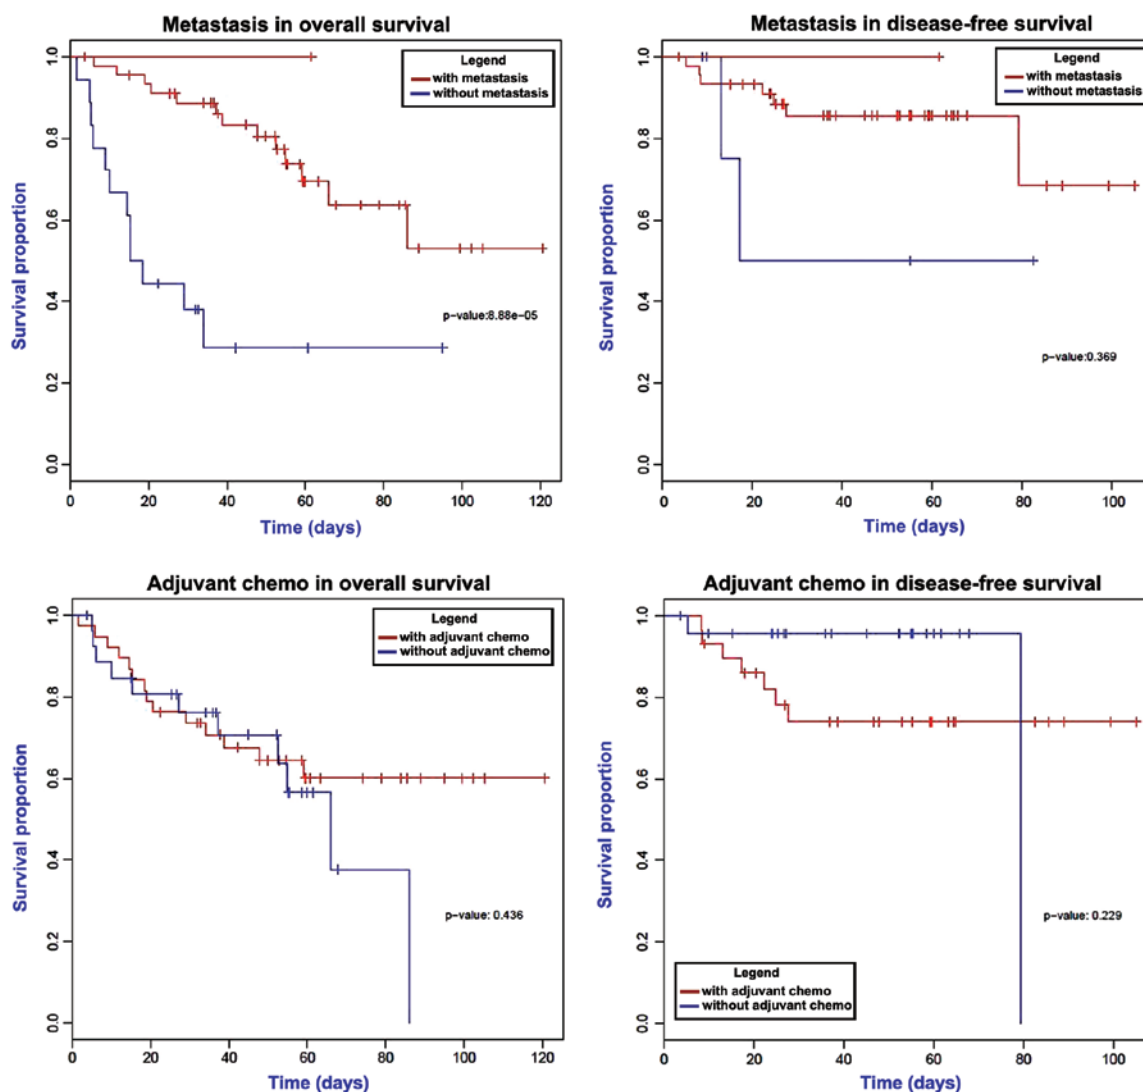 Metastasis in overall survival
Survival proportion
1.0
0.8
0.6
0.4
0.2
0.0
Legend
with metastasis
without metastasis
p-value:8.88e-05
0 20 40 60 80 100 120
Time (days)
Metastasis in disease-free survival
Survival proportion
1.0
0.8
0.6
0.4
0.2
0.0
Legend
with metastasis
without metastasis
p-value:0.369
0 20 40 60 80 100
Time (days)
Adjuvant chemo in overall survival
Survival proportion
1.0
0.8
0.6
0.4
0.2
0.0
Legend
with adjuvant chemo
without adjuvant chemo
p-value: 0.436
0 20 40 60 80 100 120
Time (days)
Adjuvant chemo in disease-free survival
Survival proportion
1.0
0.8
0.6
0.4
0.2
0.0
p-value: 0.229
Legend
with adjuvant chemo
without adjuvant chemo
0 20 40 60 80 100
Time (days)